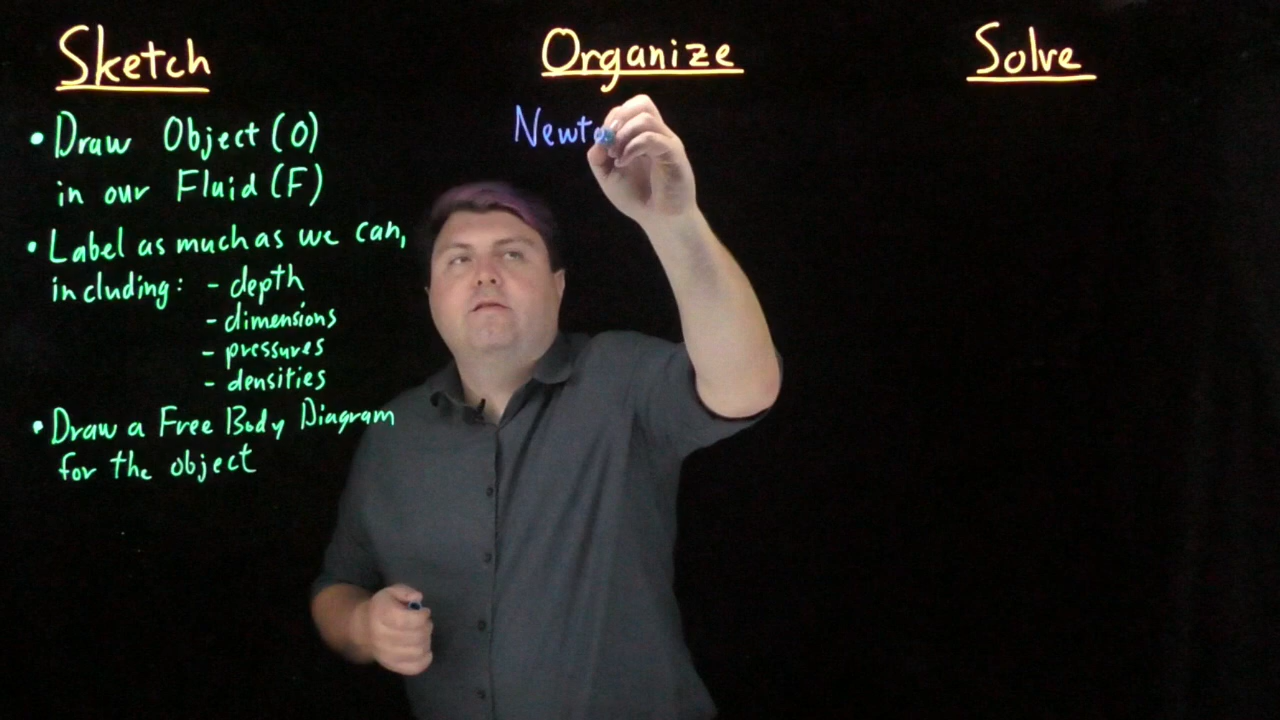 Sketch
• Draw Object (O)
in our Fluid (F)
• Label as much as we can,
including: - depth
- dimensions
- pressures
- densities
• Draw a Free Body Diagram
for the object
Organize
Newto
Solve